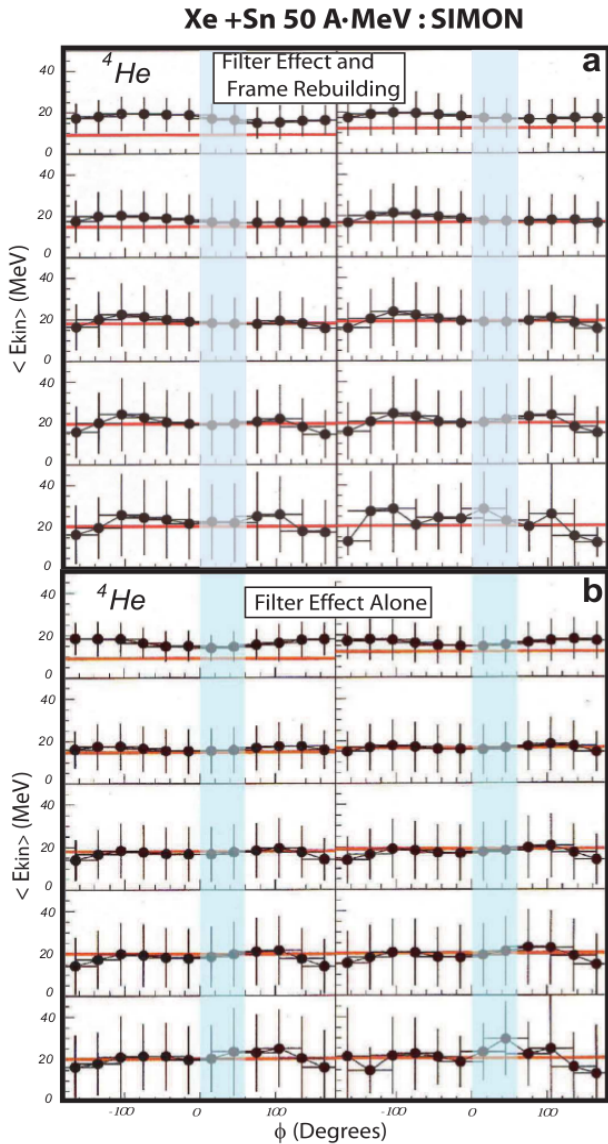 Xe +Sn 50 A·MeV : SIMON
40
20
0
⁴He
Filter Effect and
Frame Rebuilding
a
40
20
0
40
20
0
40
20
0
40
20
0
< Ekin> (MeV)
40
20
0
⁴He
Filter Effect Alone
b
40
20
0
40
20
0
40
20
0
40
20
0
< Ekin> (MeV)
-100 0 100 0 -100 0 100
ϕ (Degrees)